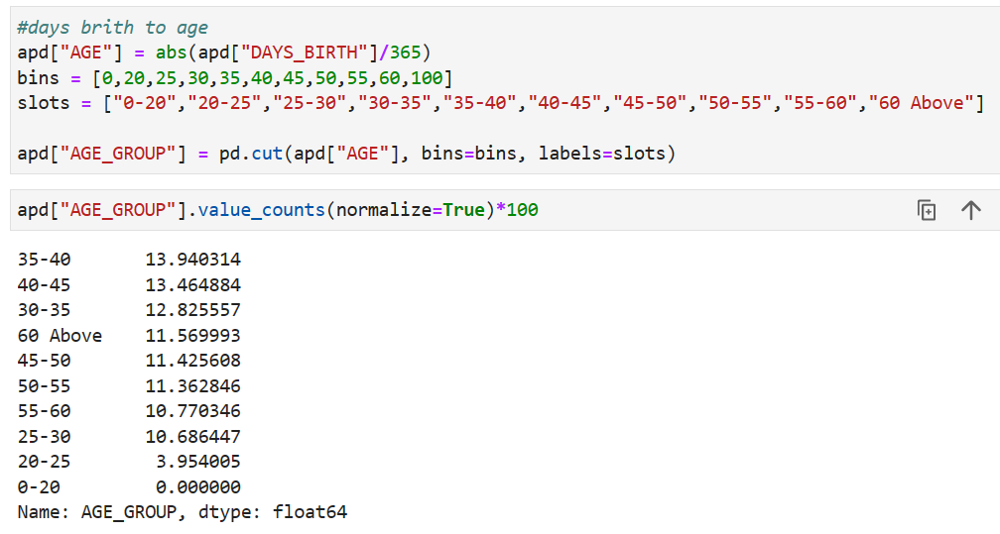 #days brith to age
apd["AGE"] = abs(apd["DAYS_BIRTH"]/365)
bins = [0,20,25,30,35,40,45,50,55,60,100]
slots = ["0-20","20-25","25-30","30-35","35-40","40-45","45-50","50-55","55-60","60 Above"]
apd["AGE_GROUP"] = pd.cut(apd["AGE"], bins=bins, labels=slots)
apd["AGE_GROUP"].value_counts(normalize=True)*100
35-40       13.940314
40-45       13.464884
30-35       12.825557
60 Above    11.569993
45-50       11.425608
50-55       11.362846
55-60       10.770346
25-30       10.686447
20-25        3.954005
0-20         0.000000
Name: AGE_GROUP, dtype: float64